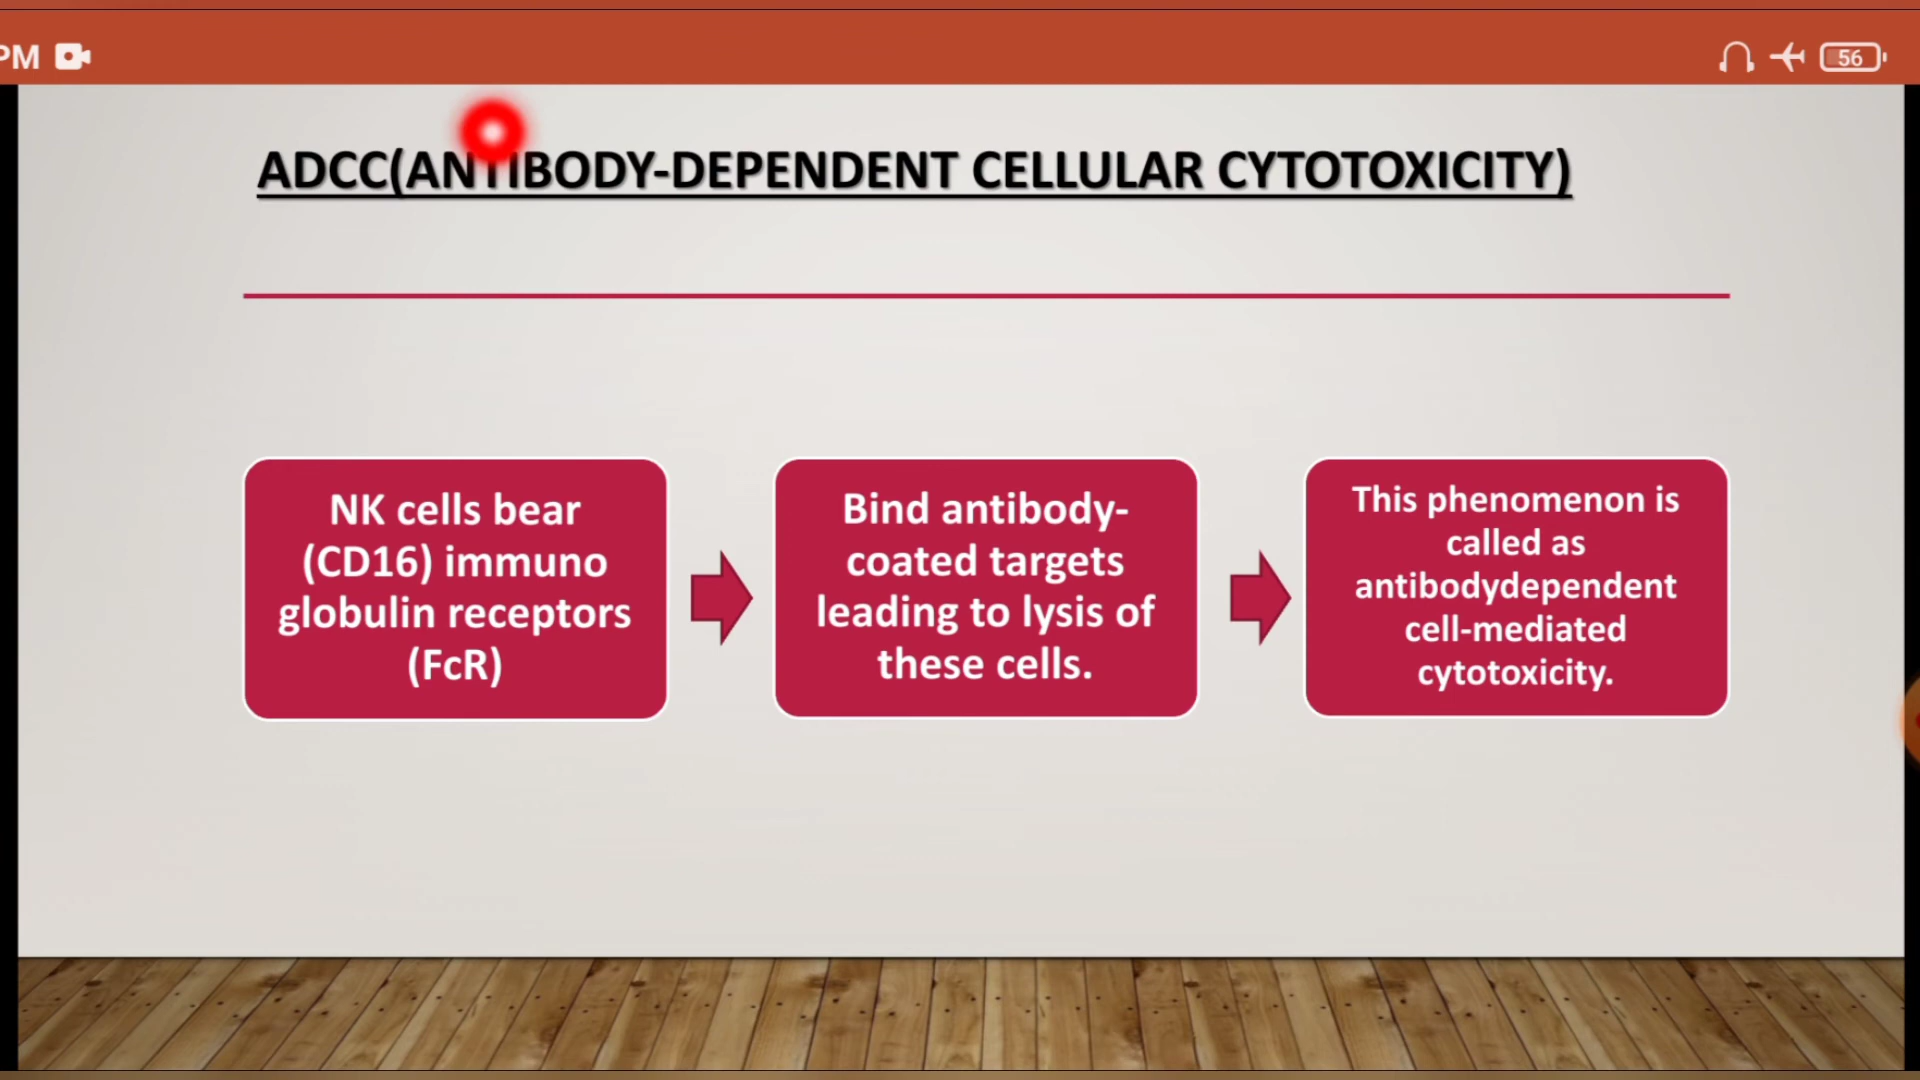 PM
56
ADCC(ANTIBODY-DEPENDENT CELLULAR CYTOTOXICITY)
NK cells bear
(CD16) immuno
globulin receptors
(FcR)
Bind antibody-
coated targets
leading to lysis of
these cells.
This phenomenon is
called as
antibodydependent
cell-mediated
cytotoxicity.